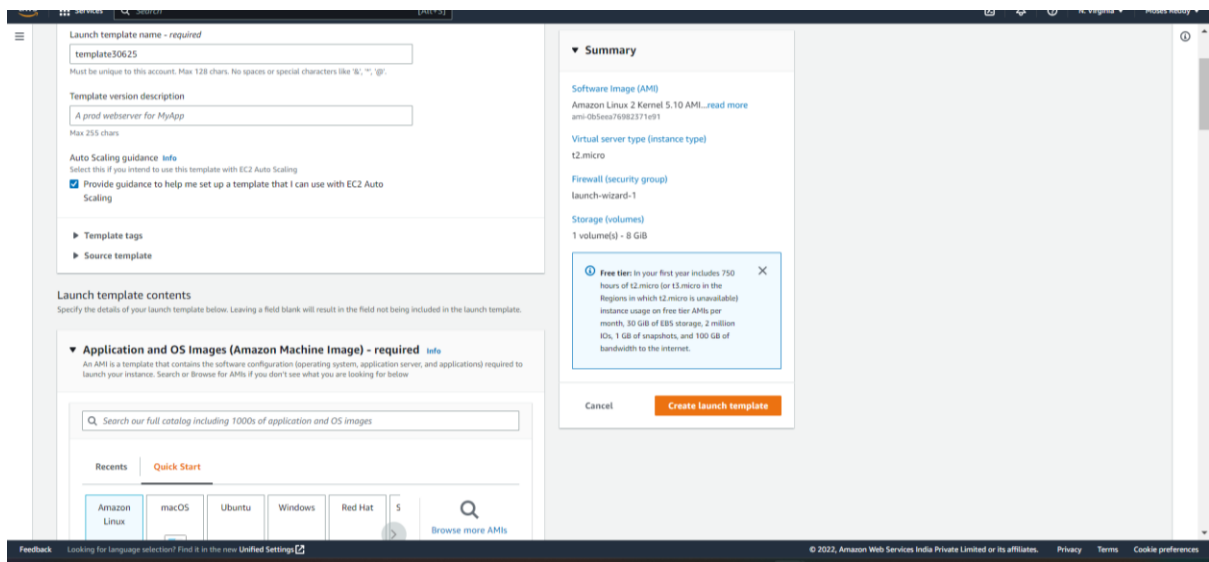 Services
Search
[Alt+S]
N. Virginia
Moses Reddy
Launch template name - required
template30625
Must be unique to this account. Max 128 chars. No spaces or special characters like '&', '*', '@'.
Template version description
A prod webserver for MyApp
Max 255 chars
Auto Scaling guidance Info
Select this if you intend to use this template with EC2 Auto Scaling
Provide guidance to help me set up a template that I can use with EC2 Auto
Scaling
Template tags
Source template
Launch template contents
Specify the details of your launch template below. Leaving a field blank will result in the field not being included in the launch template.
Application and OS Images (Amazon Machine Image) - required Info
An AMI is a template that contains the software configuration (operating system, application server, and applications) required to
launch your instance. Search or Browse for AMIs if you don't see what you are looking for below
Search our full catalog including 1000s of application and OS images
Recents
Quick Start
Amazon
Linux
macOS
Ubuntu
Windows
Red Hat
S
Browse more AMIs
Summary
Software Image (AMI)
Amazon Linux 2 Kernel 5.10 AMI...read more
ami-0b5eea76982371e91
Virtual server type (instance type)
t2.micro
Firewall (security group)
launch-wizard-1
Storage (volumes)
1 volume(s) - 8 GiB
Free tier: In your first year includes 750
hours of t2.micro (or t3.micro in the
Regions in which t2.micro is unavailable)
instance usage on free tier AMIs per
month, 30 GiB of EBS storage, 2 million
IOs, 1 GB of snapshots, and 100 GB of
bandwidth to the internet.
Cancel
Create launch template
Feedback
Looking for language selection? Find it in the new Unified Settings
© 2022, Amazon Web Services India Private Limited or its affiliates.
Privacy
Terms
Cookie preferences